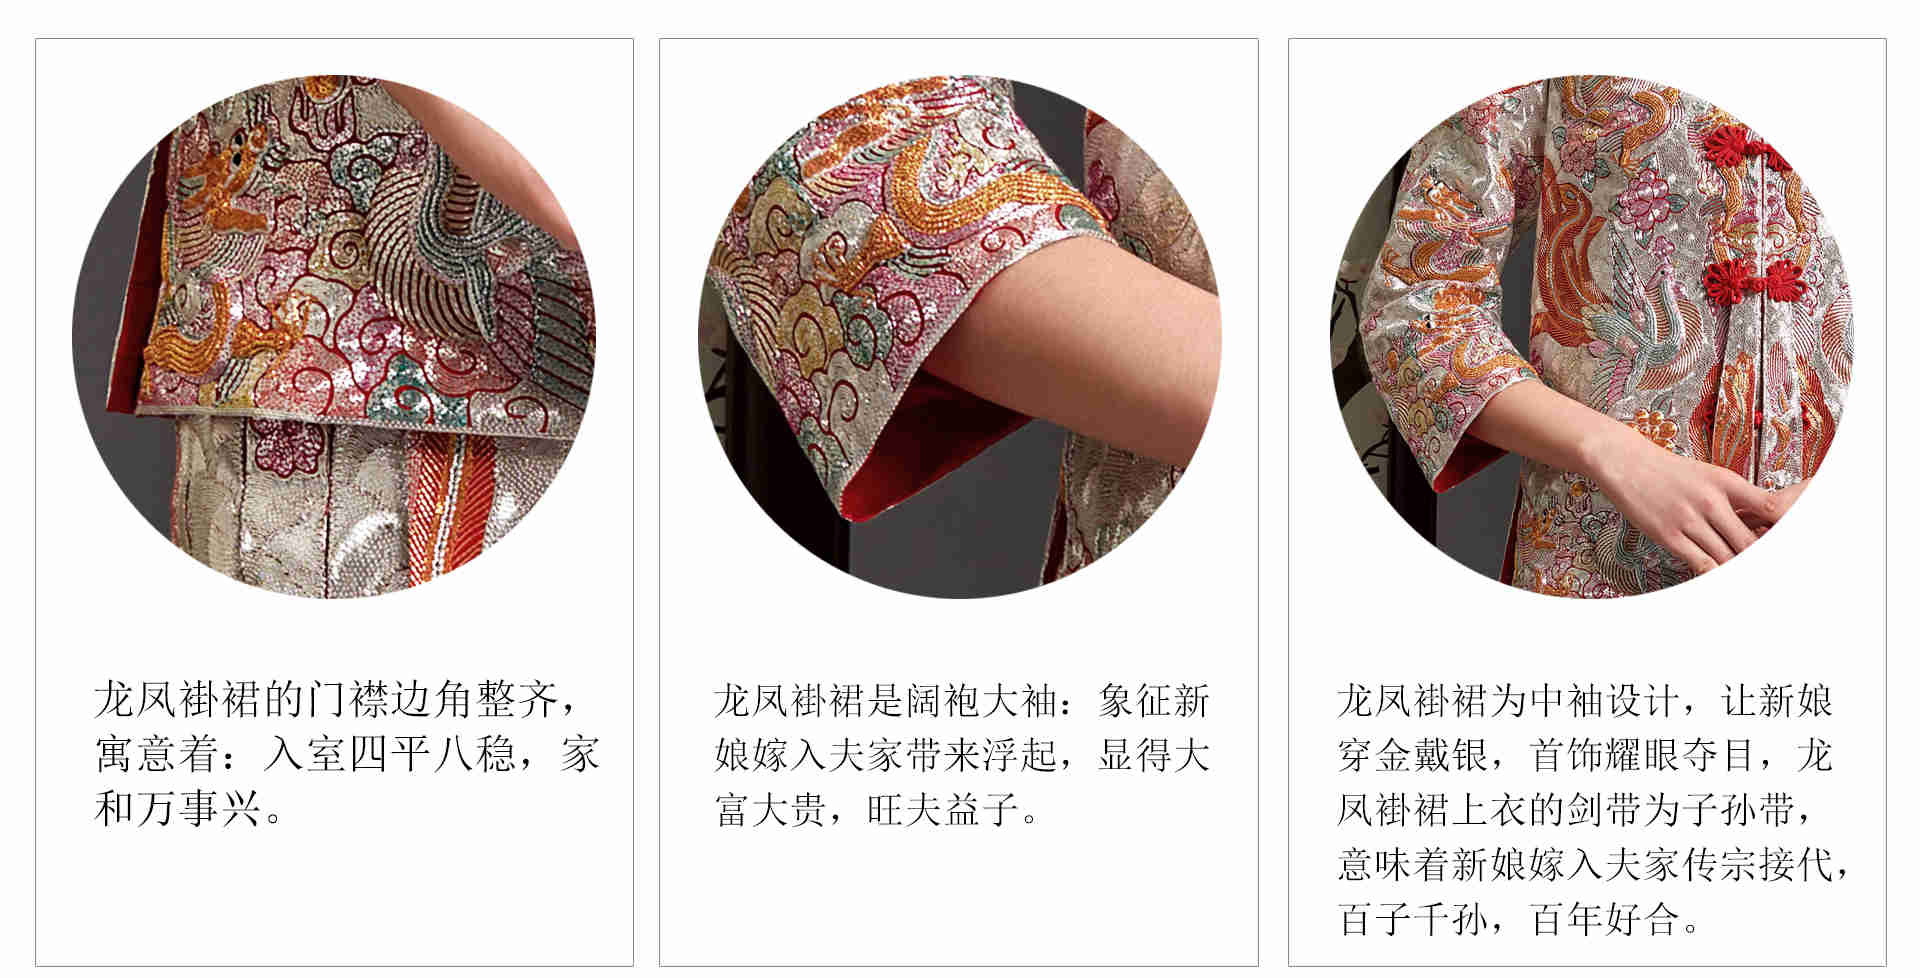 龙凤褂裙的门襟边角整齐，
寓意着：入室四平八稳，家
和万事兴。
龙凤褂裙是阔袍大袖：象征新
娘嫁入夫家带来浮起，显得大
富大贵，旺夫益子。
龙凤褂裙为中袖设计，让新娘
穿金戴银，首饰耀眼夺目，龙
凤褂裙上衣的剑带为子孙带，
意味着新娘嫁入夫家传宗接代，
百子千孙，百年好合。